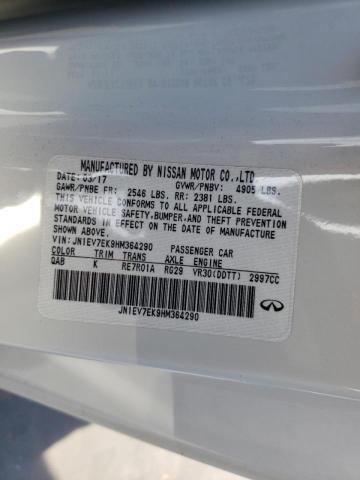 MANUFACTURED BY NISSAN MOTOR CO.,LTD
DATE: 03/17 GVWR/PNBV: 4905 LBS.
GAWR/PNBE FR: 2546 LBS. RR: 2381 LBS.
THIS VEHICLE CONFORMS TO ALL APPLICABLE FEDERAL
MOTOR VEHICLE SAFETY, BUMPER, AND THEFT PREVENTION
STANDARDS IN EFFECT ON THE DATE OF MANUFACTURE
SHOWN ABOVE.
VIN: JN1EV7EK9HM364290 PASSENGER CAR
COLOR TRIM TRANS AXLE ENGINE
QAB K RE7R01A RG29 VR30(DDTT) 2997CC
JN1EV7EK9HM364290